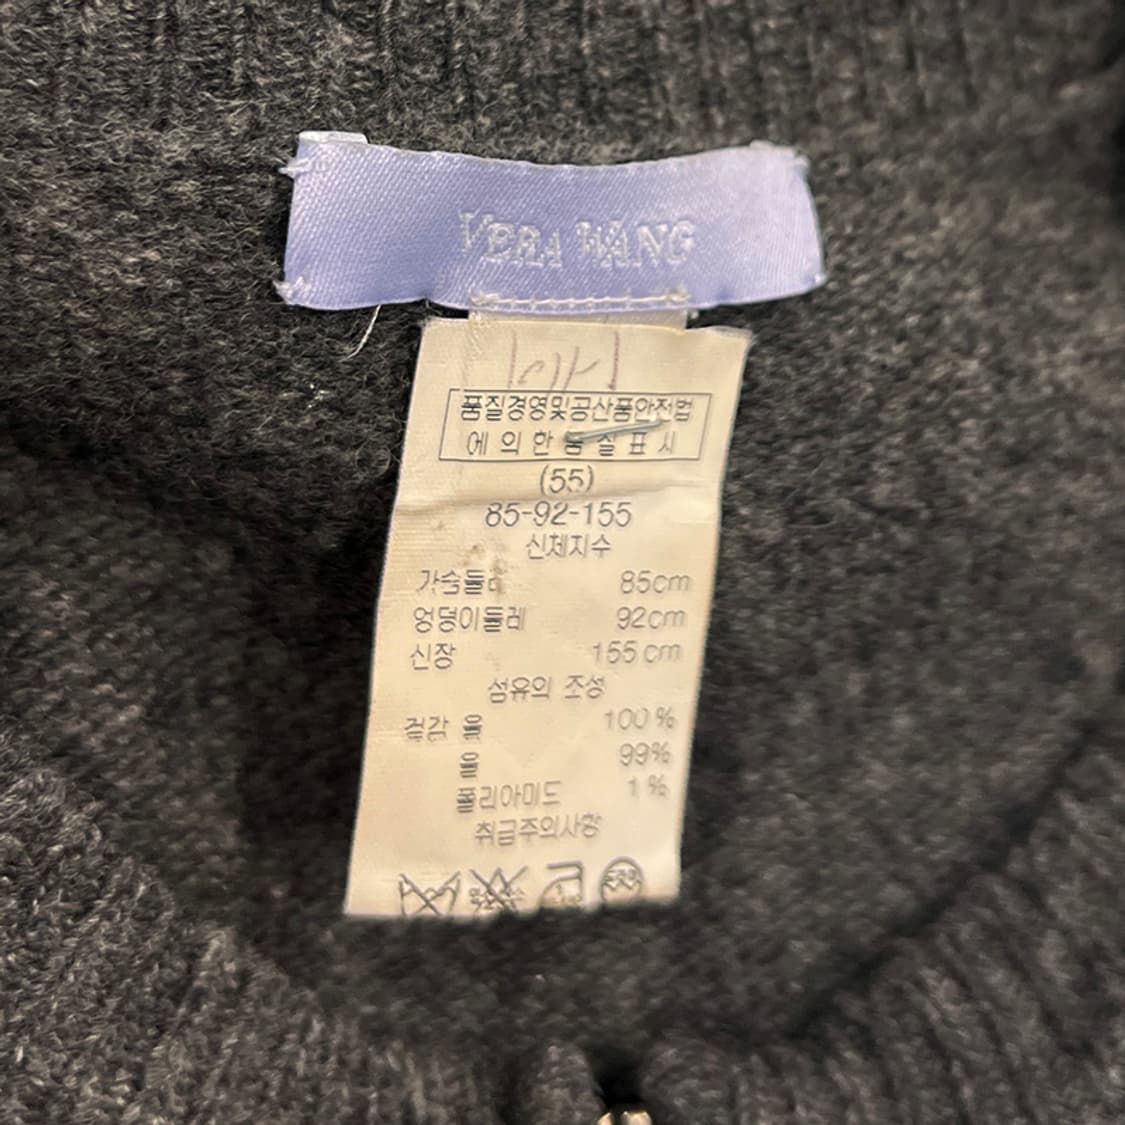 VERA WANG
품질경영및공산품안전법
에 의한 품질표시
(55)
85-92-155
신체지수
가슴둘레 85cm
엉덩이둘레 92cm
신장 155cm
섬유의 조성
겉감 울 100%
울 99%
폴리아미드 1%
취급주의사항